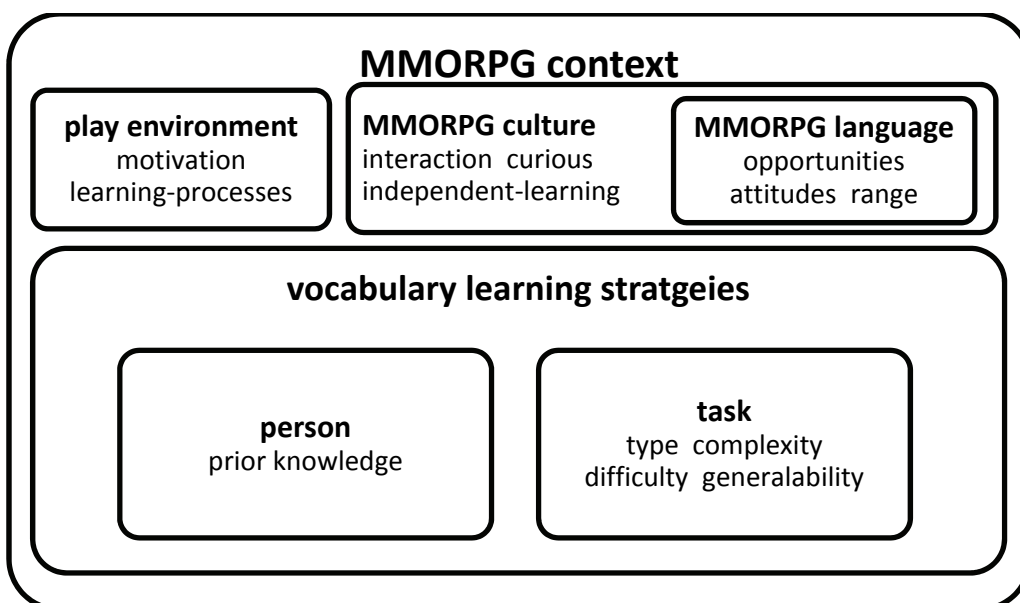 MMORPG context
play environment
motivation
learning-processes
MMORPG culture
interaction curious
independent-learning
MMORPG language
opportunities
attitudes range
vocabulary learning stratgeies
person
prior knowledge
task
type complexity
difficulty generalability